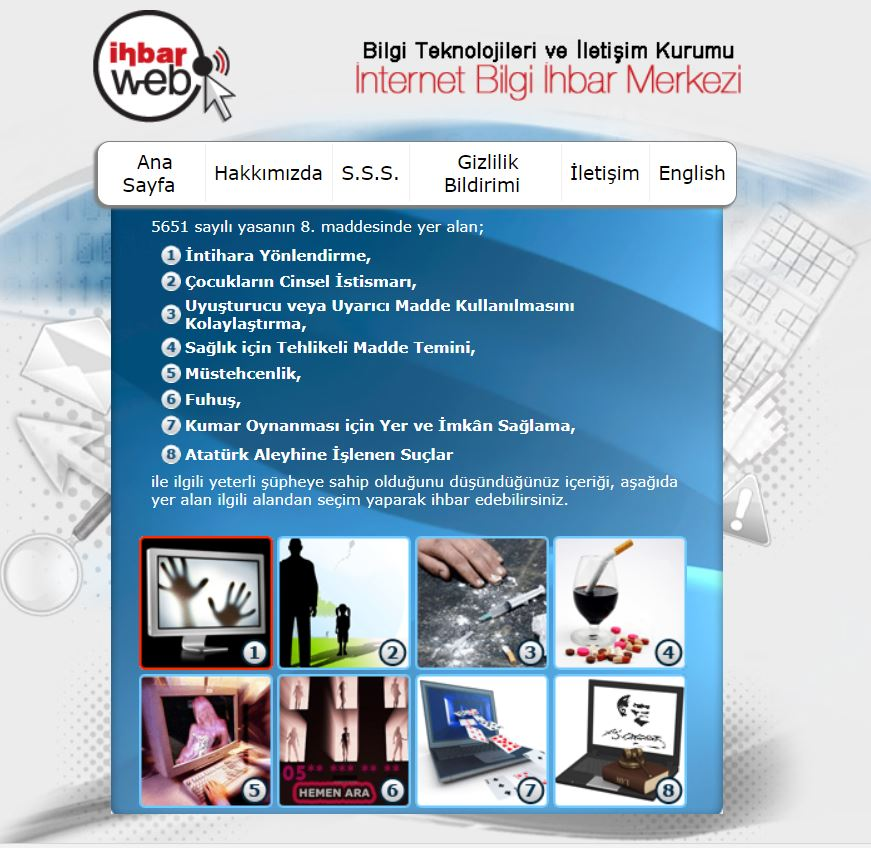 ihbar
web
Bilgi Teknolojileri ve İletişim Kurumu
İnternet Bilgi İhbar Merkezi
Ana Sayfa
Hakkımızda
S.S.S.
Gizlilik Bildirimi
İletişim
English
5651 sayılı yasanın 8. maddesinde yer alan;
1 İntihara Yönlendirme,
2 Çocukların Cinsel İstismarı,
3 Uyuşturucu veya Uyarıcı Madde Kullanılmasını
Kolaylaştırma,
4 Sağlık için Tehlikeli Madde Temini,
5 Müstehcenlik,
6 Fuhuş,
7 Kumar Oynanması için Yer ve İmkân Sağlama,
8 Atatürk Aleyhine İşlenen Suçlar
ile ilgili yeterli şüpheye sahip olduğunu düşündüğünüz içeriği, aşağıda
yer alan ilgili alandan seçim yaparak ihbar edebilirsiniz.
1
2
3
4
5
05** *** ** **
HEMEN ARA
6
7
8